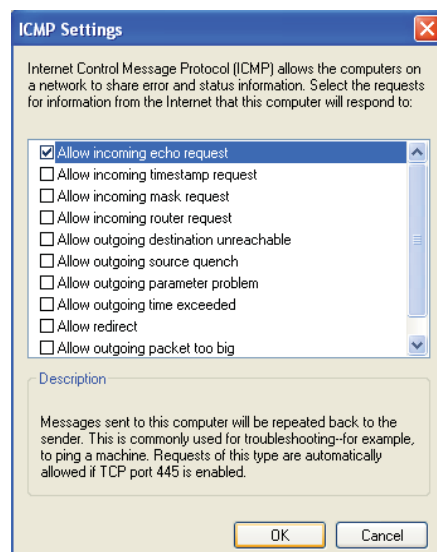 ICMP Settings
Internet Control Message Protocol (ICMP) allows the computers on
a network to share error and status information. Select the requests
for information from the Internet that this computer will respond to:
Allow incoming echo request
Allow incoming timestamp request
Allow incoming mask request
Allow incoming router request
Allow outgoing destination unreachable
Allow outgoing source quench
Allow outgoing parameter problem
Allow outgoing time exceeded
Allow redirect
Allow outgoing packet too big
Description
Messages sent to this computer will be repeated back to the
sender. This is commonly used for troubleshooting--for example,
to ping a machine. Requests of this type are automatically
allowed if TCP port 445 is enabled.
OK
Cancel